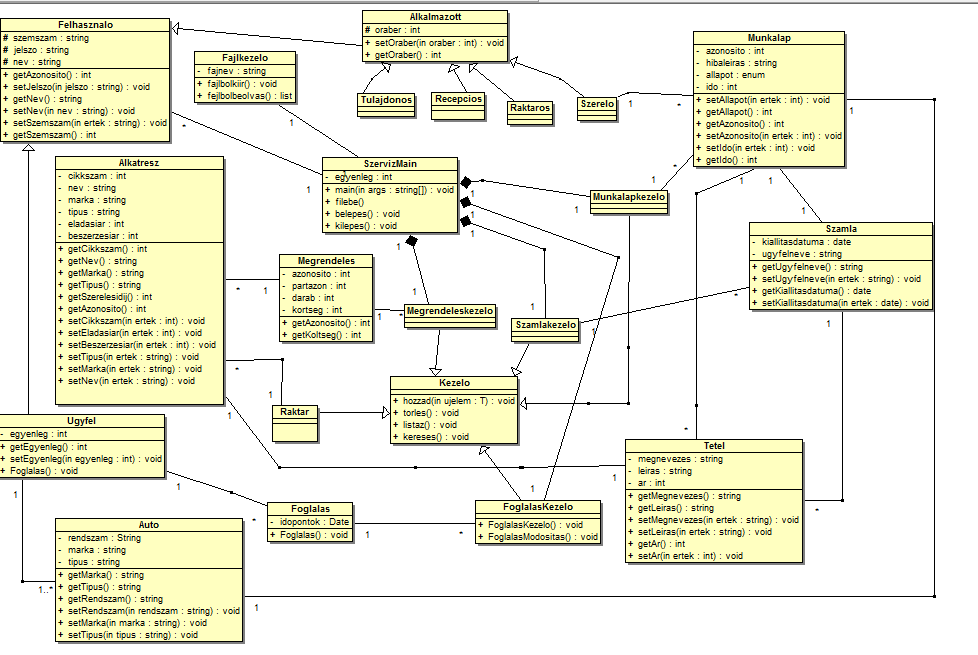 Felhasznalo
# szemszam : string
# jelszo : string
# nev : string
+ getAzonosito() : int
+ setJelszo(in jelszo : string) : void
+ getNev() : string
+ setNev(in nev : string) : void
+ setSzemszam(in ertek : string) : void
+ getSzemszam() : int
Alkalmazott
# oraber : int
+ setOraber(in oraber : int) : void
+ getOraber() : int
Fajlkezelo
- fajnev : string
+ fajlbolkiir() : void
+ fejlbolbeolvas() : list
Tulajdonos
Recepcios
Raktaros
Szerelo
1
*
Munkalap
- azonosito : int
- hibaleiras : string
- allapot : enum
- ido : int
+ setAllapot(in ertek : int) : void
+ getAllapot() : int
+ getAzonosito() : int
+ setAzonosito(in ertek : int) : void
+ setIdo(in ertek : int) : void
+ getIdo() : int
1
*
1
1
SzervizMain
- egyenleg : int
+ main(in args : string[]) : void
+ filebe()
+ belepes() : void
+ kilepes() : void
1
1
1
1
1
*
1
Munkalapkezelo
1
1
1
Alkatresz
- cikkszam : int
- nev : string
- marka : string
- tipus : string
- eladasiar : int
- beszerzesiar : int
+ getCikkszam() : int
+ getNev() : string
+ getMarka() : string
+ getTipus() : string
+ getSzerelesidij() : int
+ getAzonosito() : int
+ setCikkszam(in ertek : int) : void
+ setEladasiar(in ertek : int) : void
+ setBeszerzesiar(in ertek : int) : void
+ setTipus(in ertek : string) : void
+ setMarka(in ertek : string) : void
+ setNev(in ertek : string) : void
Szamla
- kiallitasdatuma : date
- ugyfelneve : string
+ getUgyfelneve() : string
+ setUgyfelneve(in ertek : string) : void
+ getKiallitasdatuma() : date
+ setKiallitasdatuma(in ertek : date) : void
Megrendeles
- azonosito : int
- partazon : int
- darab : int
- kortseg : int
+ getAzonosito() : int
+ getKoltseg() : int
*
1
1
*
1
Megrendeleskezelo
1
Szamlakezelo
1
*
1
Kezelo
+ hozzad(in ujelem : T) : void
+ torles() : void
+ listaz() : void
+ kereses() : void
*
1
Raktar
1
1
*
Ugyfel
- egyenleg : int
+ getEgyenleg() : int
+ setEgyenleg(in egyenleg : int) : void
+ Foglalas() : void
Tetel
- megnevezes : string
- leiras : string
- ar : int
+ getMegnevezes() : string
+ getLeiras() : string
+ setMegnevezes(in ertek : string) : void
+ setLeiras(in ertek : string) : void
+ getAr() : int
+ setAr(in ertek : int) : void
1
*
1
1
*
1
Foglalas
- idopontok : Date
+ Foglalas() : void
1
*
FoglalasKezelo
+ FoglalasKezelo() : void
+ FoglalasModositas() : void
Auto
- rendszam : String
- marka : string
- tipus : string
+ getMarka() : string
+ getTipus() : string
+ getRendszam() : string
+ setRendszam(in rendszam : string) : void
+ setMarka(in marka : string) : void
+ setTipus(in tipus : string) : void
1..*
1